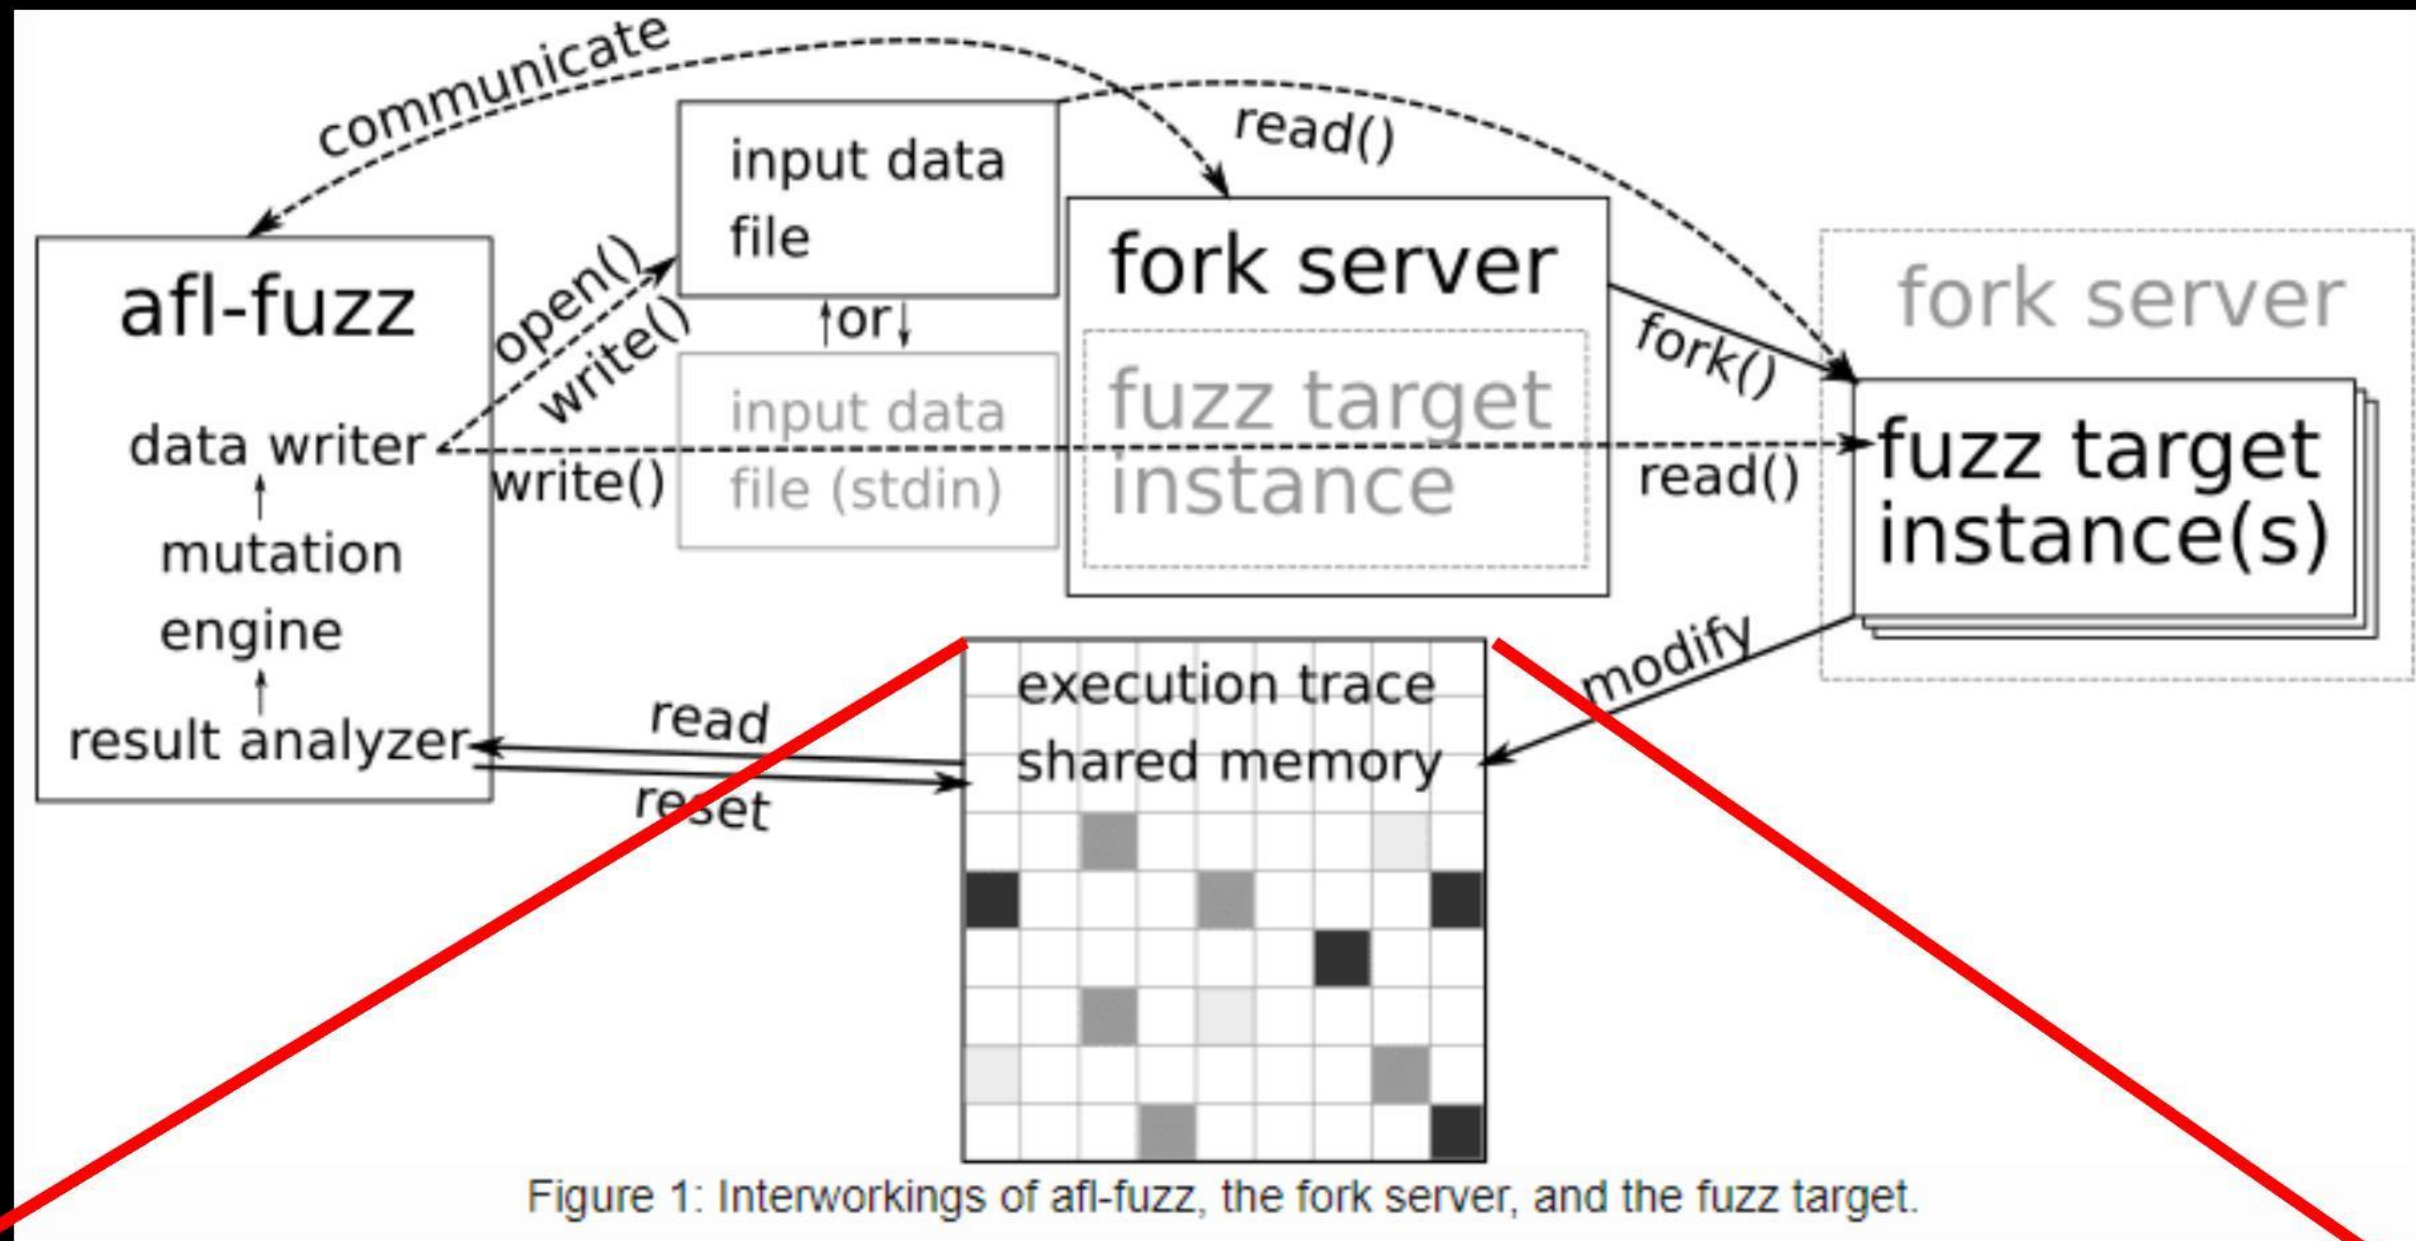 communicate
read()
input data
file
afl-fuzz
open()
write()
↑or↓
fork server
fuzz target
instance
fork()
fork server
data writer
write()
input data
file (stdin)
read()
fuzz target
instance(s)
mutation
engine
result analyzer
read
reset
execution trace
shared memory
modify
Figure 1: Interworkings of afl-fuzz, the fork server, and the fuzz target.